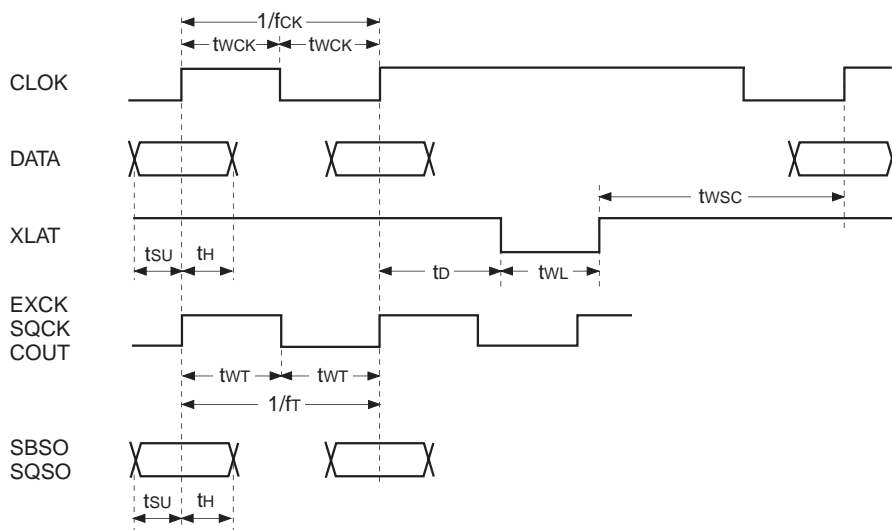 1/fCK
tWCK tWCK
CLOK
DATA
tWSC
XLAT
tSU tH
tD tWL
EXCK
SQCK
COUT
tWT tWT
1/fT
SBSO
SQSO
tSU tH